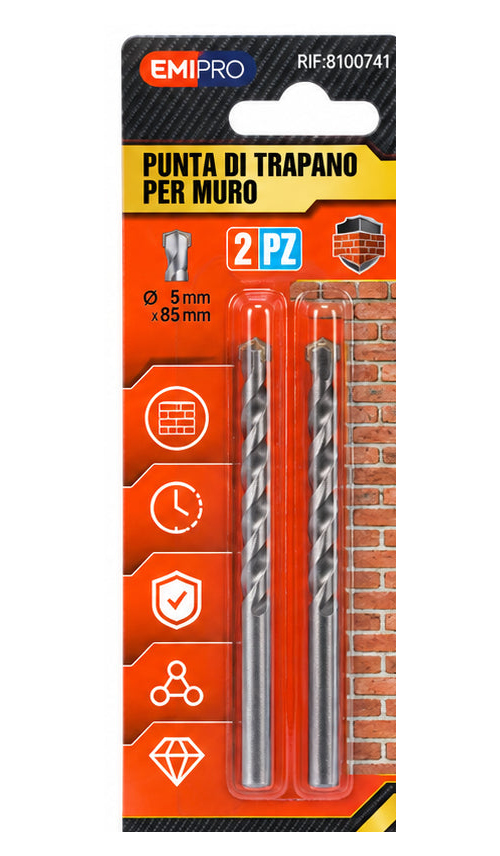 EMIPRO
RIF:8100741
PUNTA DI TRAPANO
PER MURO
2 PZ
Ø 5mm
x85mm